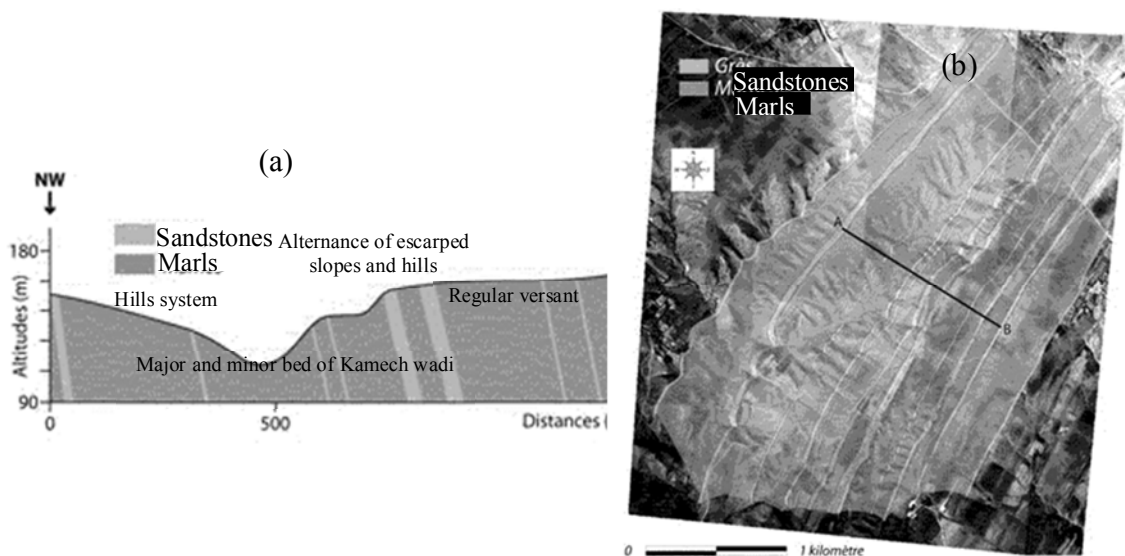 (a)
NW
180
Altitudes (m)
90
Sandstones
Marls
Alternance of escarped
slopes and hills
Hills system
Regular versant
Major and minor bed of Kamech wadi
0
500
Distances (
(b)
Grès
Sandstones
Marls
A
B
0
1 kilomètre